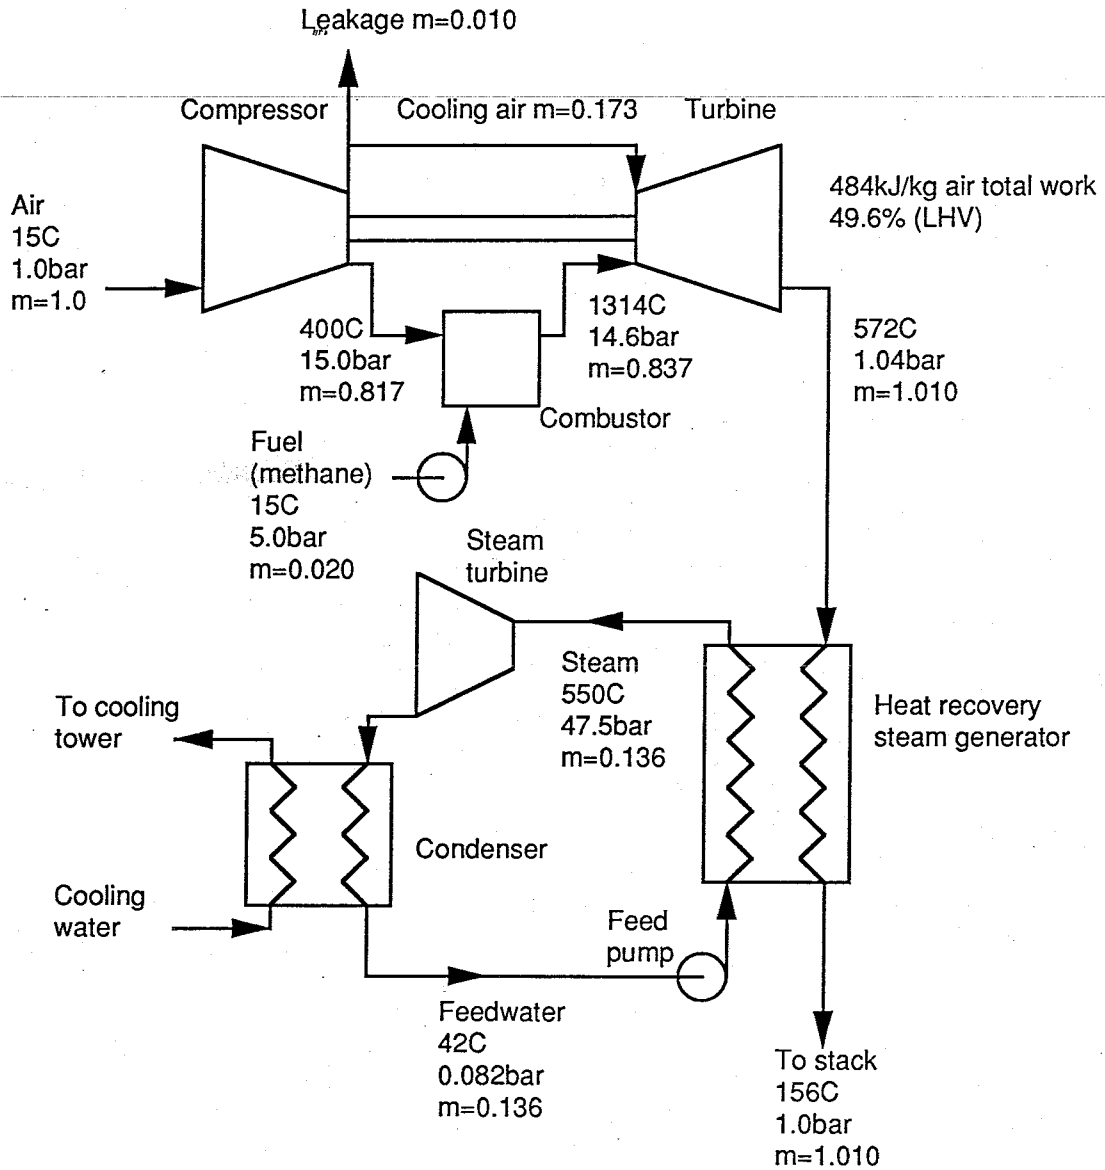 Leakage m=0.010
Compressor
Cooling air m=0.173
Turbine
484kJ/kg air total work
49.6% (LHV)
Air
15C
1.0bar
m=1.0
400C
15.0bar
m=0.817
1314C
14.6bar
m=0.837
572C
1.04bar
m=1.010
Combustor
Fuel
(methane)
15C
5.0bar
m=0.020
Steam
turbine
Steam
550C
47.5bar
m=0.136
Heat recovery
steam generator
To cooling
tower
Condenser
Cooling
water
Feed
pump
Feedwater
42C
0.082bar
m=0.136
To stack
156C
1.0bar
m=1.010